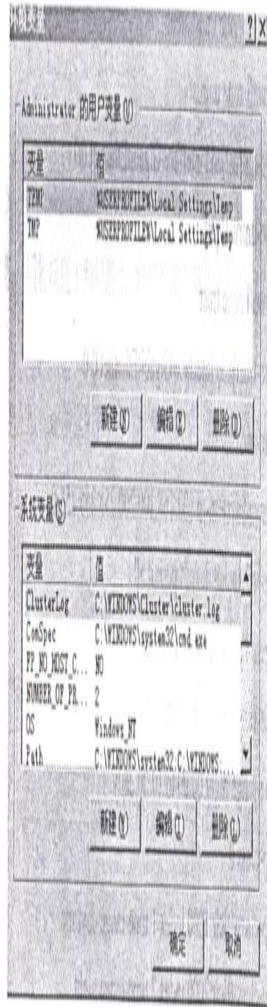 环境变量 ? X
Administrator 的用户变量(U)
变量 值
TEMP %USERPROFILE%\Local Settings\Temp
TMP %USERPROFILE%\Local Settings\Temp
新建(N) 编辑(E) 删除(D)
系统变量(S)
变量 值
ClusterLog C:\WINDOWS\Cluster\cluster.log
ComSpec C:\WINDOWS\system32\cmd.exe
FP_NO_HOST_C... NO
NUMBER_OF_PR... 2
OS Windows_NT
Path C:\WINDOWS\system32;C:\WINDOWS...
新建(W) 编辑(I) 删除(L)
确定 取消